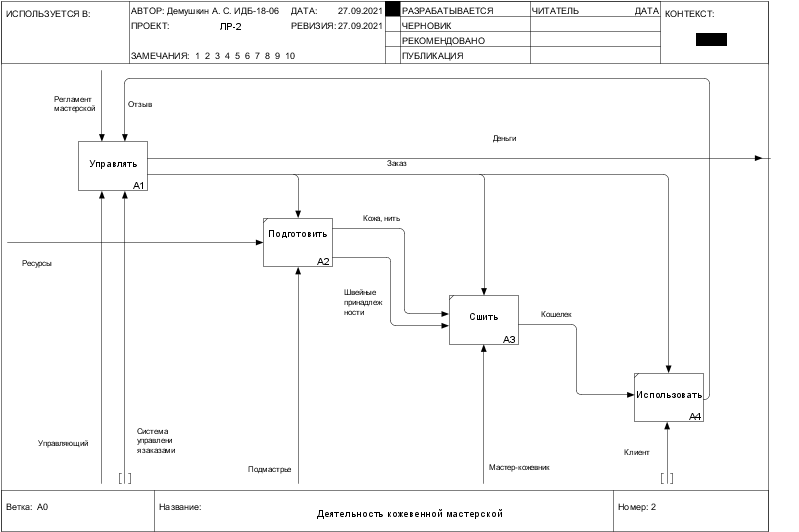 ИСПОЛЬЗУЕТСЯ В:
АВТОР: Демушкин А. С. ИДБ-18-06 ДАТА: 27.09.2021
РАЗРАБАТЫВАЕТСЯ
ЧИТАТЕЛЬ ДАТА
КОНТЕКСТ:
ПРОЕКТ: ЛР-2 РЕВИЗИЯ: 27.09.2021
ЧЕРНОВИК
РЕКОМЕНДОВАНО
ЗАМЕЧАНИЯ: 1 2 3 4 5 6 7 8 9 10
ПУБЛИКАЦИЯ
Регламент
мастерской
Отзыв
Деньги
Управлять
A1
Заказ
Кожа, нить
Подготовить
A2
Ресурсы
Швейные
принадлеж
ности
Сшить
A3
Кошелек
Использовать
A4
Управляющий
Система
управлени
я заказами
Подмастрье
Мастер-кожевник
Клиент
Ветка: A0
Название:
Деятельность кожевенной мастерской
Номер: 2